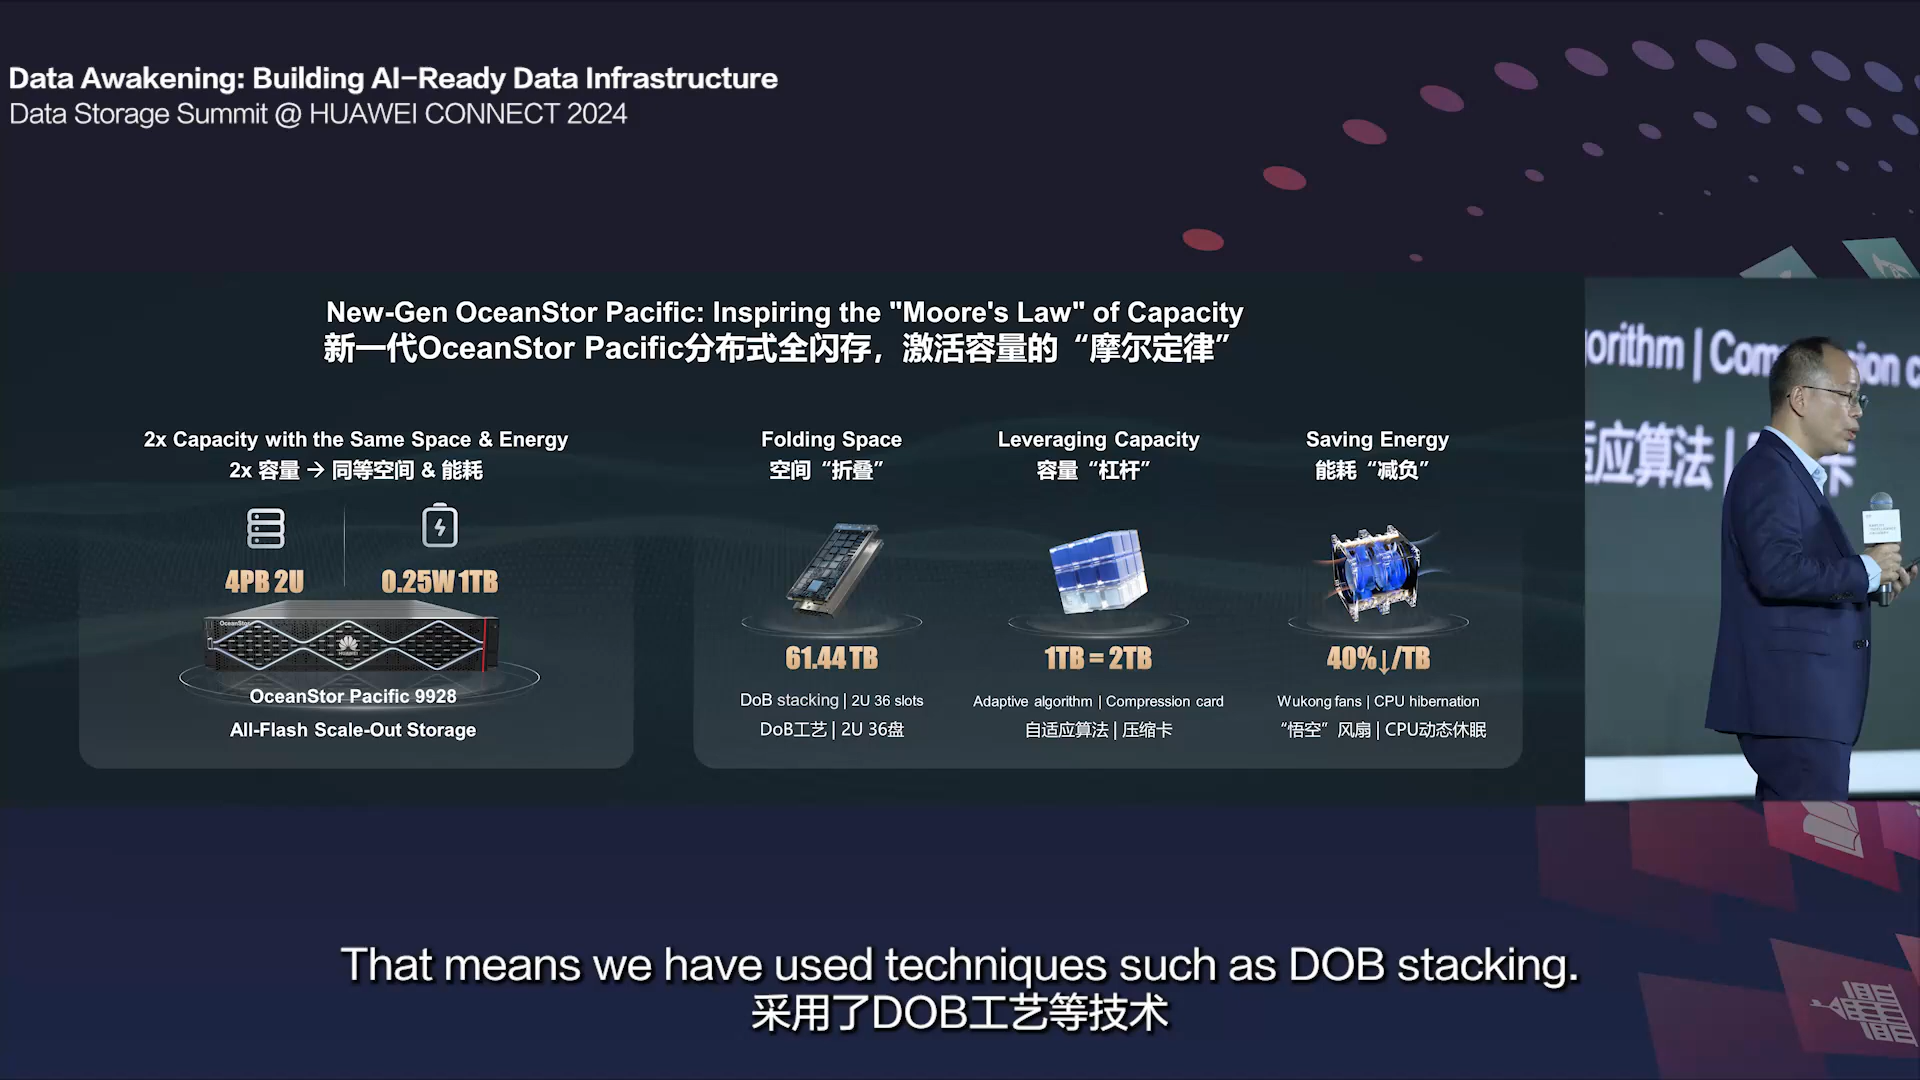 Data Awakening: Building AI-Ready Data Infrastructure
Data Storage Summit @ HUAWEI CONNECT 2024
New-Gen OceanStor Pacific: Inspiring the "Moore's Law" of Capacity
新一代OceanStor Pacific分布式全闪存，激活容量的“摩尔定律”
2x Capacity with the Same Space & Energy
2x 容量→同等空间 & 能耗
4PB 2U
0.25W 1TB
OceanStor
HUAWEI
OceanStor Pacific 9928
All-Flash Scale-Out Storage
Folding Space
空间“折叠”
61.44TB
DoB stacking | 2U 36 slots
DoB工艺 | 2U 36盘
Leveraging Capacity
容量“杠杆”
1TB = 2TB
Adaptive algorithm | Compression card
自适应算法 | 压缩卡
Saving Energy
能耗“减负”
40%↓/TB
Wukong fans | CPU hibernation
“悟空”风扇 | CPU动态休眠
orithm | Com ion c
适应算法 | 卡
That means we have used techniques such as DOB stacking.
采用了DOB工艺等技术